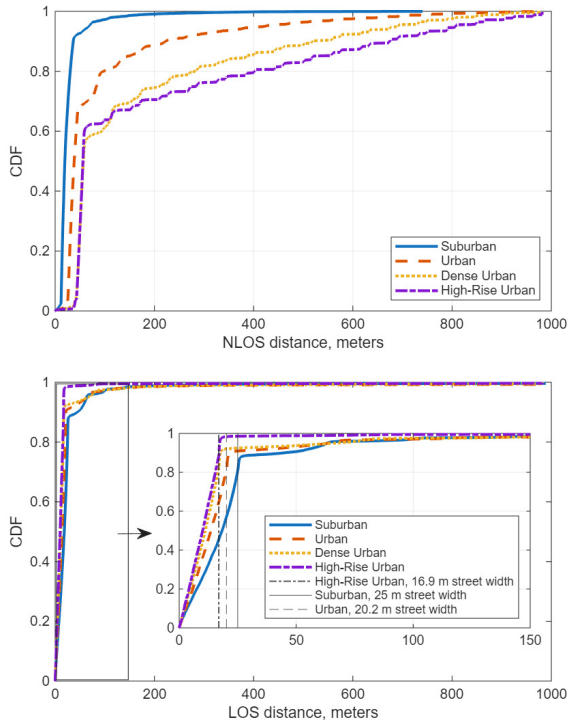 1
0.8
0.6
0.4
0.2
0
CDF
Suburban
Urban
Dense Urban
High-Rise Urban
0 200 400 600 800 1000
NLOS distance, meters
1
0.8
0.6
0.4
0.2
0
CDF
1
0.8
0.6
0.4
0.2
0
Suburban
Urban
Dense Urban
High-Rise Urban
High-Rise Urban, 16.9 m street width
Suburban, 25 m street width
Urban, 20.2 m street width
0 50 100 150
0 200 400 600 800 1000
LOS distance, meters